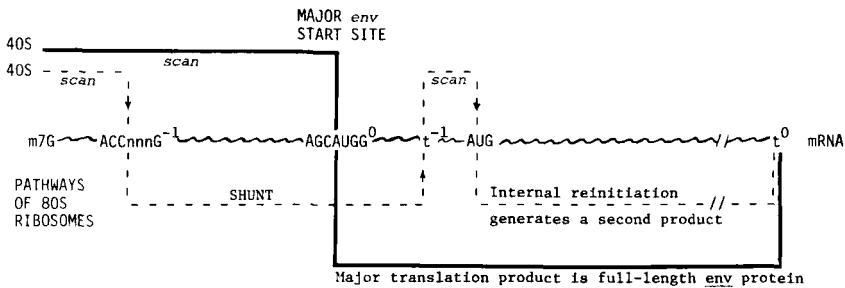 MAJOR env
START SITE
40S
scan
40S
scan
scan
m7G ACCnnnG-1 AGCAUGG0 t-1 AUG t0 mRNA
PATHWAYS
OF 80S
RIBOSOMES
SHUNT
Internal reinitiation
generates a second product
Major translation product is full-length env protein